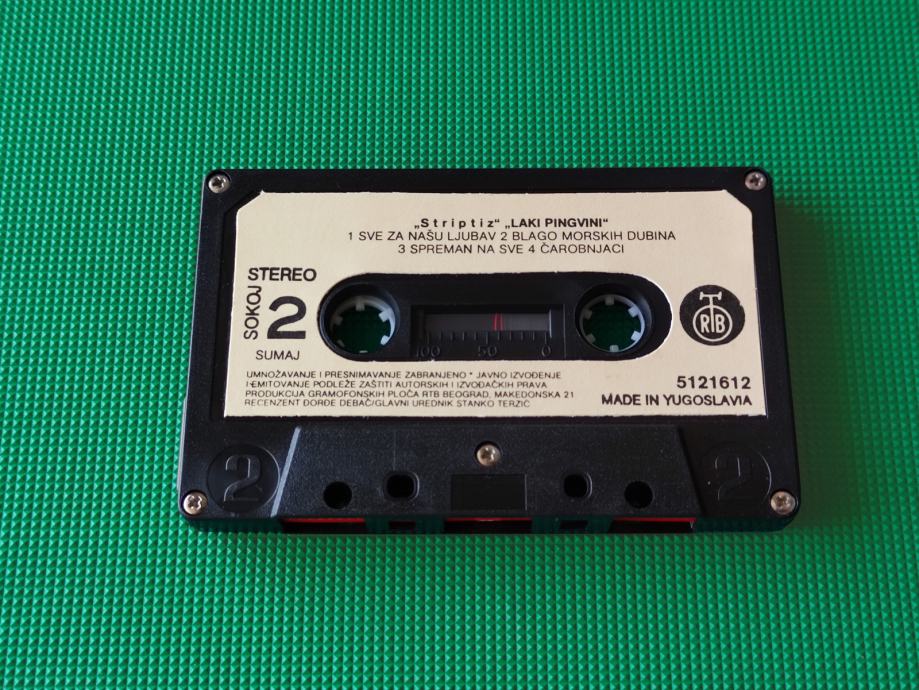 „Striptiz“ „LAKI PINGVINI“
1 SVE ZA NAŠU LJUBAV 2 BLAGO MORSKIH DUBINA
3 SPREMAN NA SVE 4 ČAROBNJACI
STEREO
SOKOJ
2
SUMAJ
100 50 0
RTB
UMNOŽAVANJE I PRESNIMAVANJE ZABRANJENO * JAVNO IZVOĐENJE
I EMITOVANJE PODLEŽE ZAŠTITI AUTORSKIH I IZVOĐAČKIH PRAVA
PRODUKCIJA GRAMOFONSKIH PLOČA RTB BEOGRAD, MAKEDONSKA 21
RECENZENT ĐORĐE DEBAČ/GLAVNI UREDNIK STANKO TERZIĆ
5121612
MADE IN YUGOSLAVIA
2 2